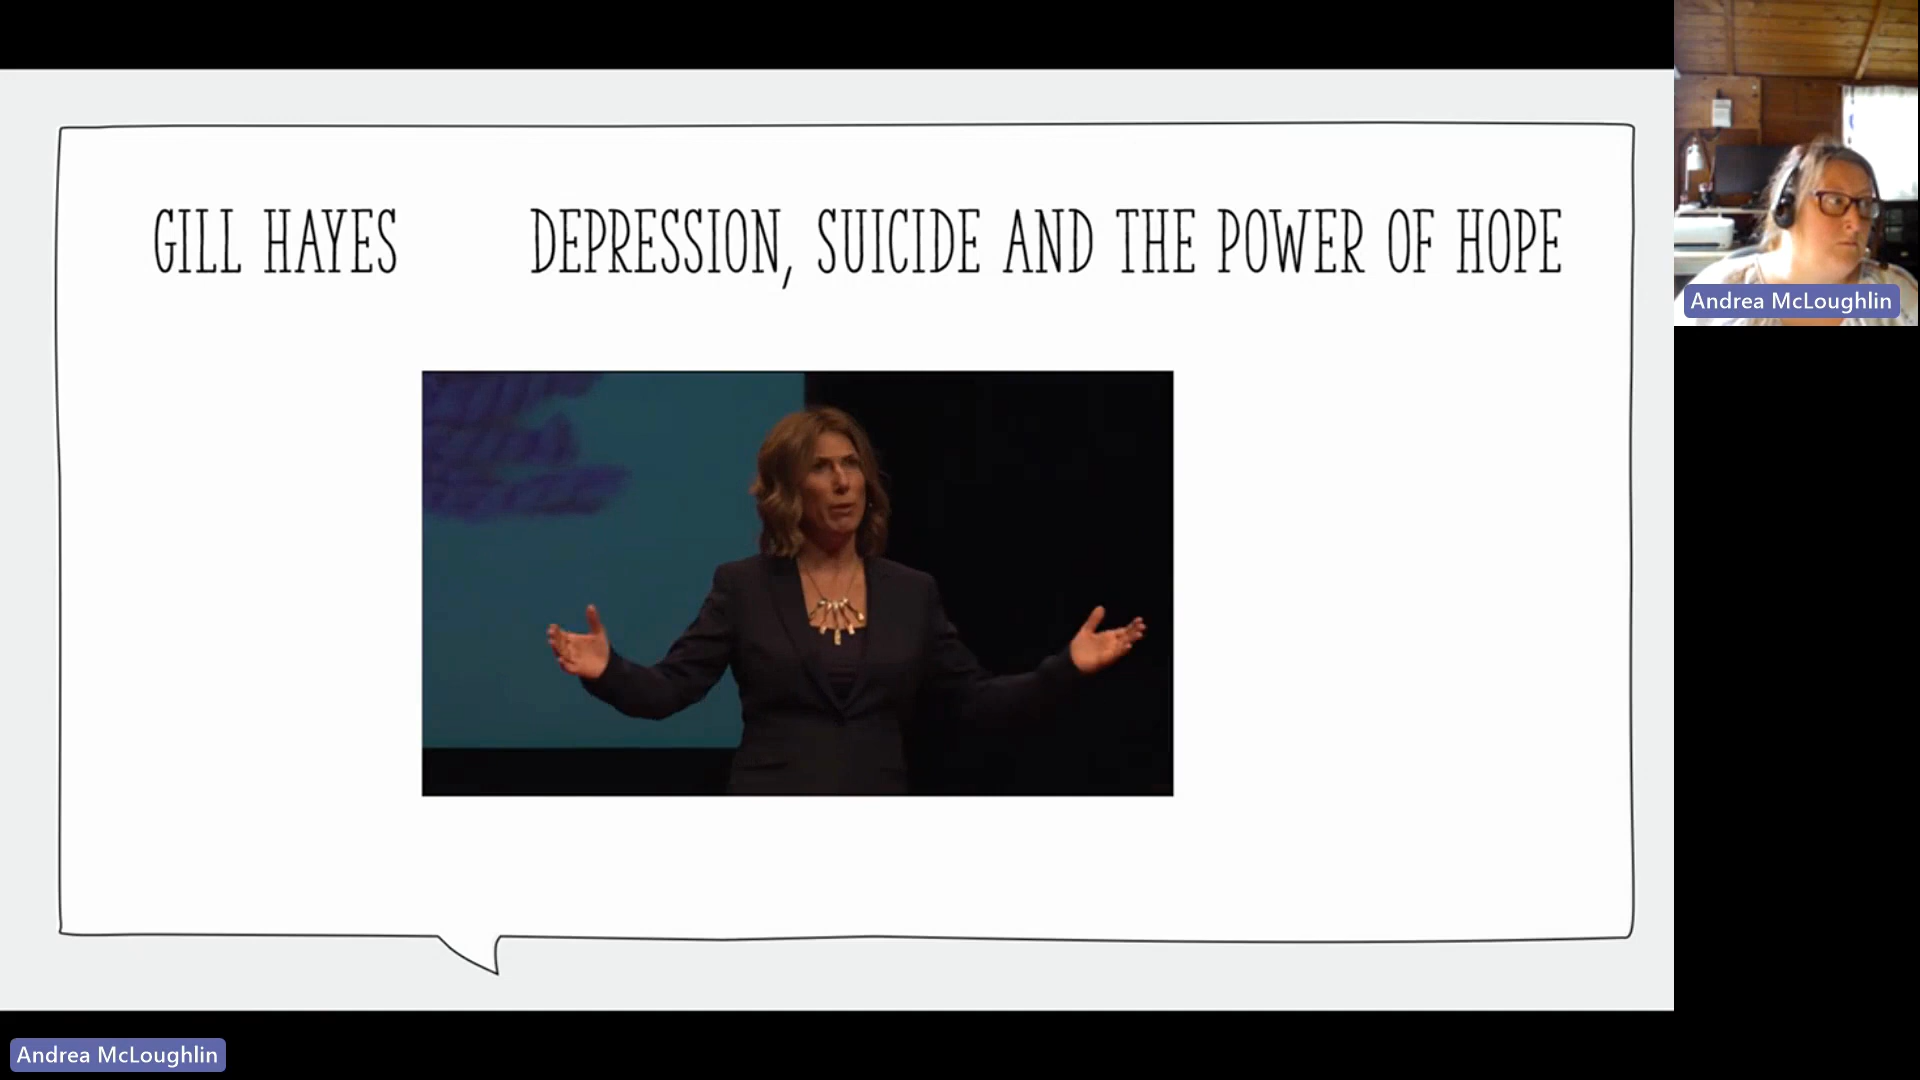 GILL HAYES DEPRESSION, SUICIDE AND THE POWER OF HOPE
Andrea McLoughlin
Andrea McLoughlin